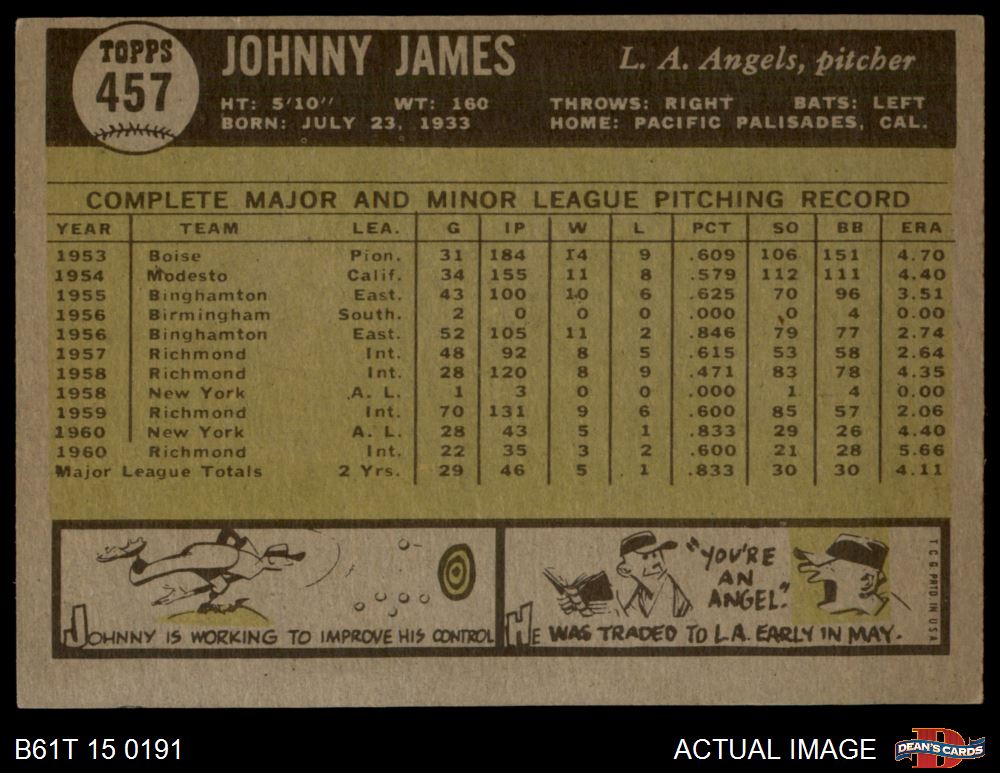 TOPPS
457
JOHNNY JAMES
L. A. Angels, pitcher
HT: 5'10" WT: 160 THROWS: RIGHT BATS: LEFT
BORN: JULY 23, 1933 HOME: PACIFIC PALISADES, CAL.
COMPLETE MAJOR AND MINOR LEAGUE PITCHING RECORD
YEAR TEAM LEA. G IP W L PCT SO BB ERA
1953 Boise Pion. 31 184 14 9 .609 106 151 4.70
1954 Modesto Calif. 34 155 11 8 .579 112 111 4.40
1955 Binghamton East. 43 100 10 6 .625 70 96 3.51
1956 Birmingham South. 2 0 0 0 .000 0 4 0.00
1956 Binghamton East. 52 105 11 2 .846 79 77 2.74
1957 Richmond Int. 48 92 8 5 .615 53 58 2.64
1958 Richmond Int. 28 120 8 9 .471 83 78 4.35
1958 New York A. L. 1 3 0 0 .000 1 4 0.00
1959 Richmond Int. 70 131 9 6 .600 85 57 2.06
1960 New York A. L. 28 43 5 1 .833 29 26 4.40
1960 Richmond Int. 22 35 3 2 .600 21 28 5.66
Major League Totals 2 Yrs. 29 46 5 1 .833 30 30 4.11
JOHNNY IS WORKING TO IMPROVE HIS CONTROL
"YOU'RE
AN
ANGEL."
HE WAS TRADED TO L.A. EARLY IN MAY.
T.C.G. PRTD. IN U.S.A.
B61T 15 0191
ACTUAL IMAGE
D
DEAN'S CARDS